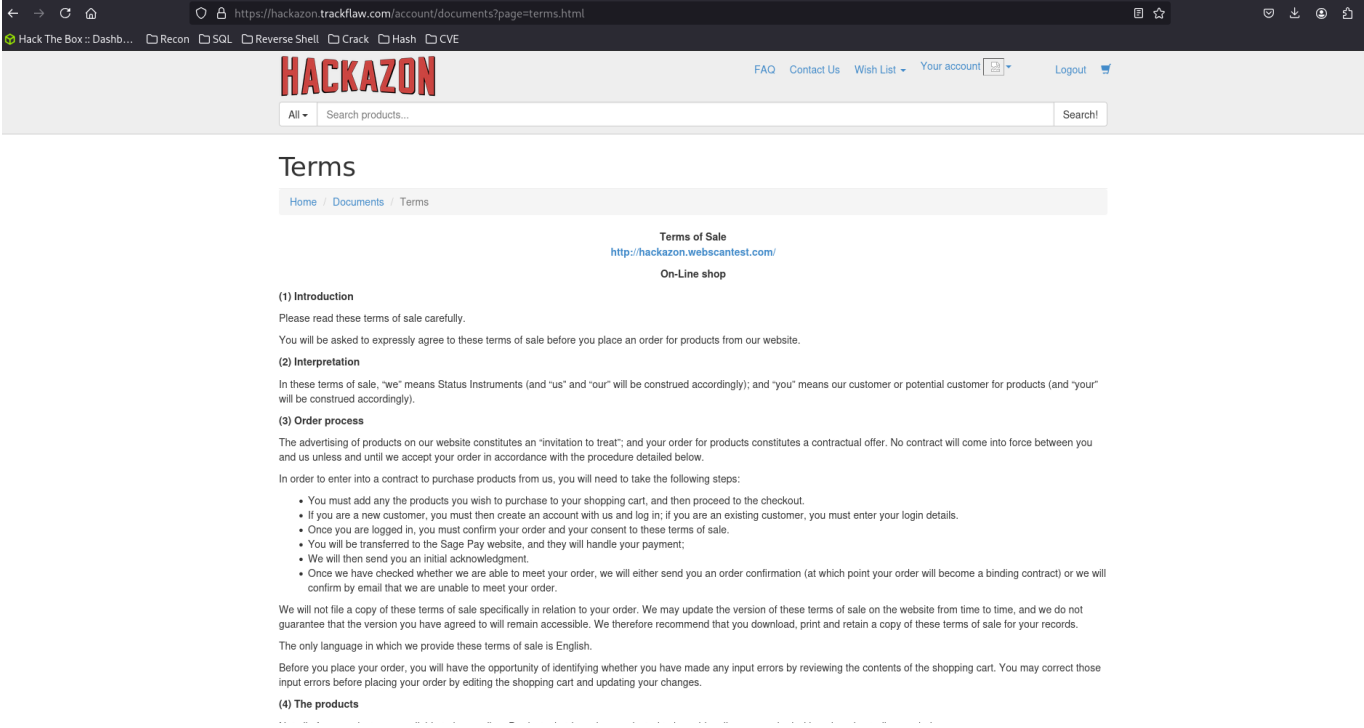 https://hackazon.trackflaw.com/account/documents?page=terms.html
Hack The Box :: Dashb… Recon SQL Reverse Shell Crack Hash CVE
HACKAZON
FAQ Contact Us Wish List Your account Logout
All Search products... Search!
Terms
Home / Documents / Terms
Terms of Sale
http://hackazon.webscantest.com/
On-Line shop
(1) Introduction
Please read these terms of sale carefully.
You will be asked to expressly agree to these terms of sale before you place an order for products from our website.
(2) Interpretation
In these terms of sale, “we” means Status Instruments (and “us” and “our” will be construed accordingly); and “you” means our customer or potential customer for products (and “your”
will be construed accordingly).
(3) Order process
The advertising of products on our website constitutes an “invitation to treat”; and your order for products constitutes a contractual offer. No contract will come into force between you
and us unless and until we accept your order in accordance with the procedure detailed below.
In order to enter into a contract to purchase products from us, you will need to take the following steps:
• You must add any the products you wish to purchase to your shopping cart, and then proceed to the checkout.
• If you are a new customer, you must then create an account with us and log in; if you are an existing customer, you must enter your login details.
• Once you are logged in, you must confirm your order and your consent to these terms of sale.
• You will be transferred to the Sage Pay website, and they will handle your payment;
• We will then send you an initial acknowledgment.
• Once we have checked whether we are able to meet your order, we will either send you an order confirmation (at which point your order will become a binding contract) or we will
confirm by email that we are unable to meet your order.
We will not file a copy of these terms of sale specifically in relation to your order. We may update the version of these terms of sale on the website from time to time, and we do not
guarantee that the version you have agreed to will remain accessible. We therefore recommend that you download, print and retain a copy of these terms of sale for your records.
The only language in which we provide these terms of sale is English.
Before you place your order, you will have the opportunity of identifying whether you have made any input errors by reviewing the contents of the shopping cart. You may correct those
input errors before placing your order by editing the shopping cart and updating your changes.
(4) The products